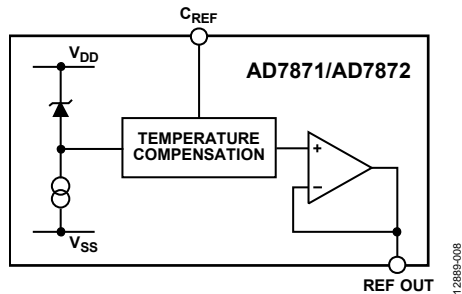 CREF
VDD
AD7871/AD7872
TEMPERATURE
COMPENSATION
+
−
VSS
REF OUT
12889-008